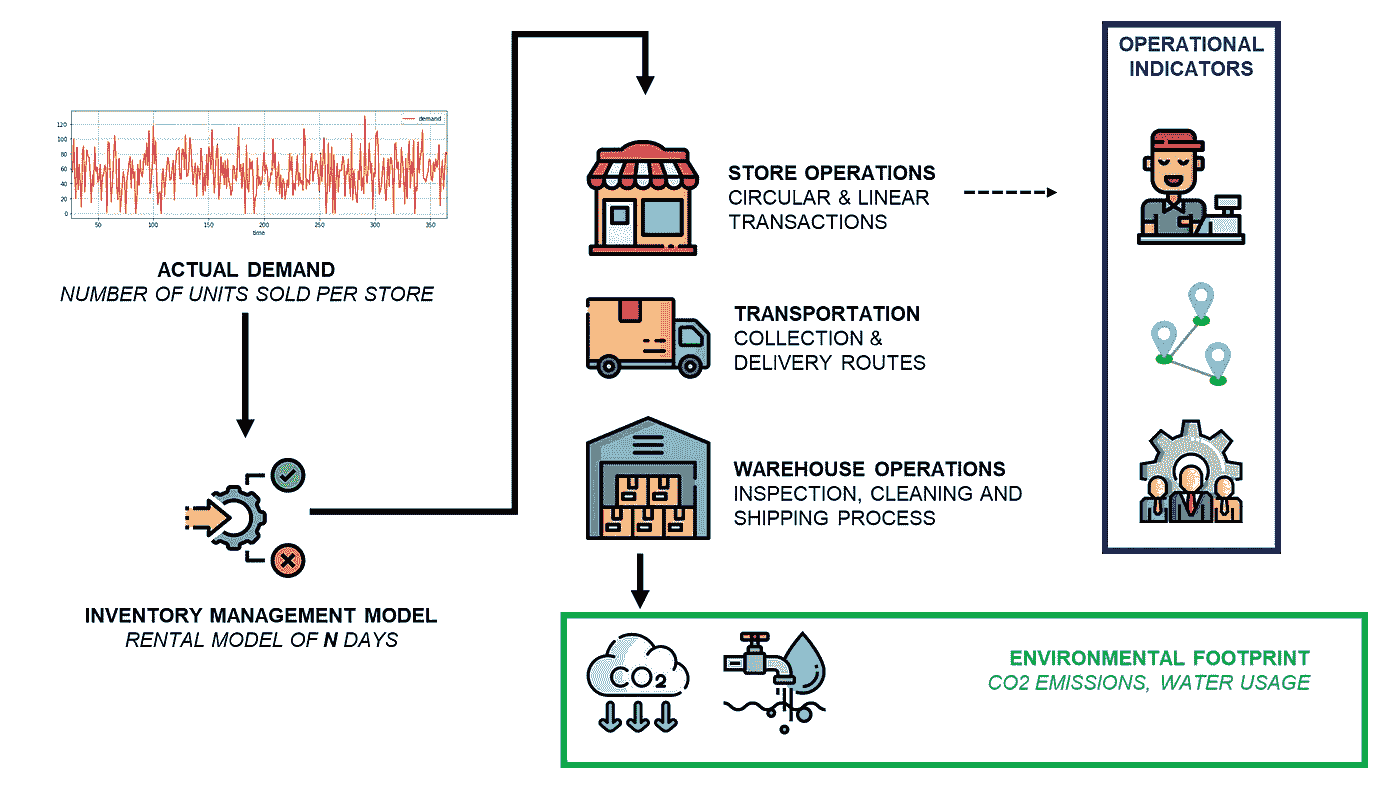 OPERATIONAL
INDICATORS
demand
120
100
80
60
40
20
0
50
100
150
200
250
300
350
time
ACTUAL DEMAND
NUMBER OF UNITS SOLD PER STORE
INVENTORY MANAGEMENT MODEL
RENTAL MODEL OF N DAYS
STORE OPERATIONS
CIRCULAR & LINEAR
TRANSACTIONS
TRANSPORTATION
COLLECTION &
DELIVERY ROUTES
WAREHOUSE OPERATIONS
INSPECTION, CLEANING AND
SHIPPING PROCESS
CO2
ENVIRONMENTAL FOOTPRINT
CO2 EMISSIONS, WATER USAGE